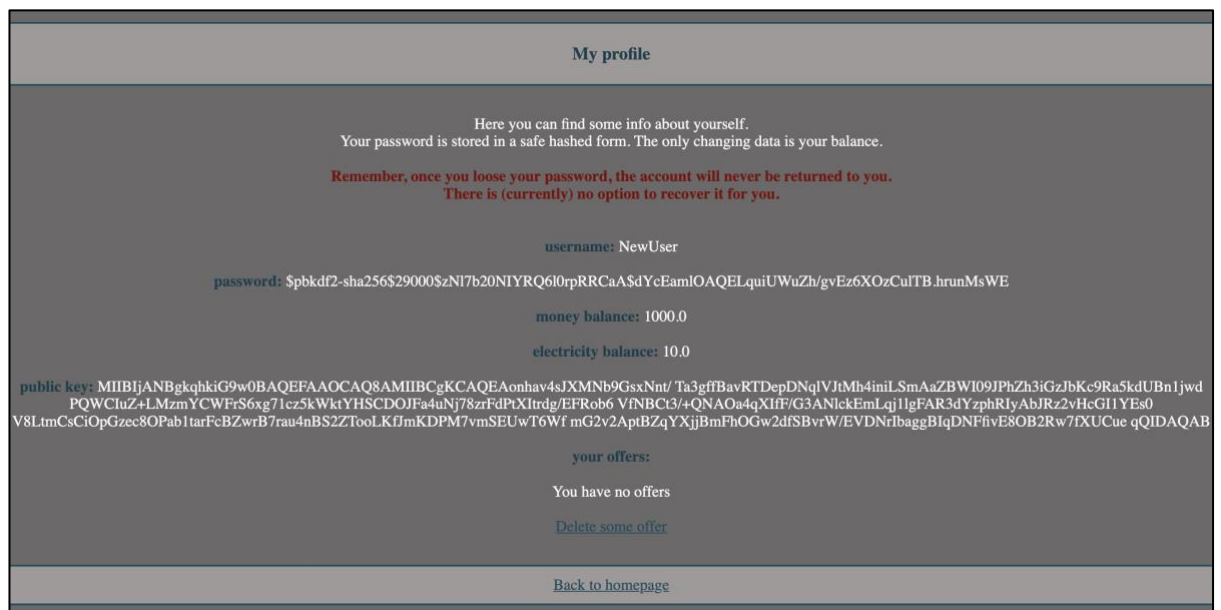 My profile
Here you can find some info about yourself.
Your password is stored in a safe hashed form. The only changing data is your balance.
Remember, once you loose your password, the account will never be returned to you.
There is (currently) no option to recover it for you.
username: NewUser
password: $pbkdf2-sha256$29000$zNl7b20NIYRQ6l0rpRRCaA$dYcEamlOAQELquiUWuZh/gvEz6XOzCulTB.hrunMsWE
money balance: 1000.0
electricity balance: 10.0
public key: MIIBIjANBgkqhkiG9w0BAQEFAAOCAQ8AMIIBCgKCAQEAonhav4sJXMNb9GsxNnt/ Ta3gffBavRTDepDNqlVJtMh4iniLSmAaZBWI09JPhZh3iGzJbKc9Ra5kdUBn1jwd
PQWCIuZ+LMzmYCWFrS6xg71cz5kWktYHSCDOJFa4uNj78zrFdPtXItrdg/EFRob6 VfNBCt3/+QNAOa4qXIfF/G3ANlckEmLqj1lgFAR3dYzphRIyAbJRz2vHcGI1YEs0
V8LtmCsCiOpGzec8OPab1tarFcBZwrB7rau4nBS2ZTooLKfJmKDPM7vmSEUwT6Wf mG2v2AptBZqYXjjBmFhOGw2dfSBvrW/EVDNrIbaggBIqDNFfivE8OB2Rw7fXUCue qQIDAQAB
your offers:
You have no offers
Delete some offer
Back to homepage